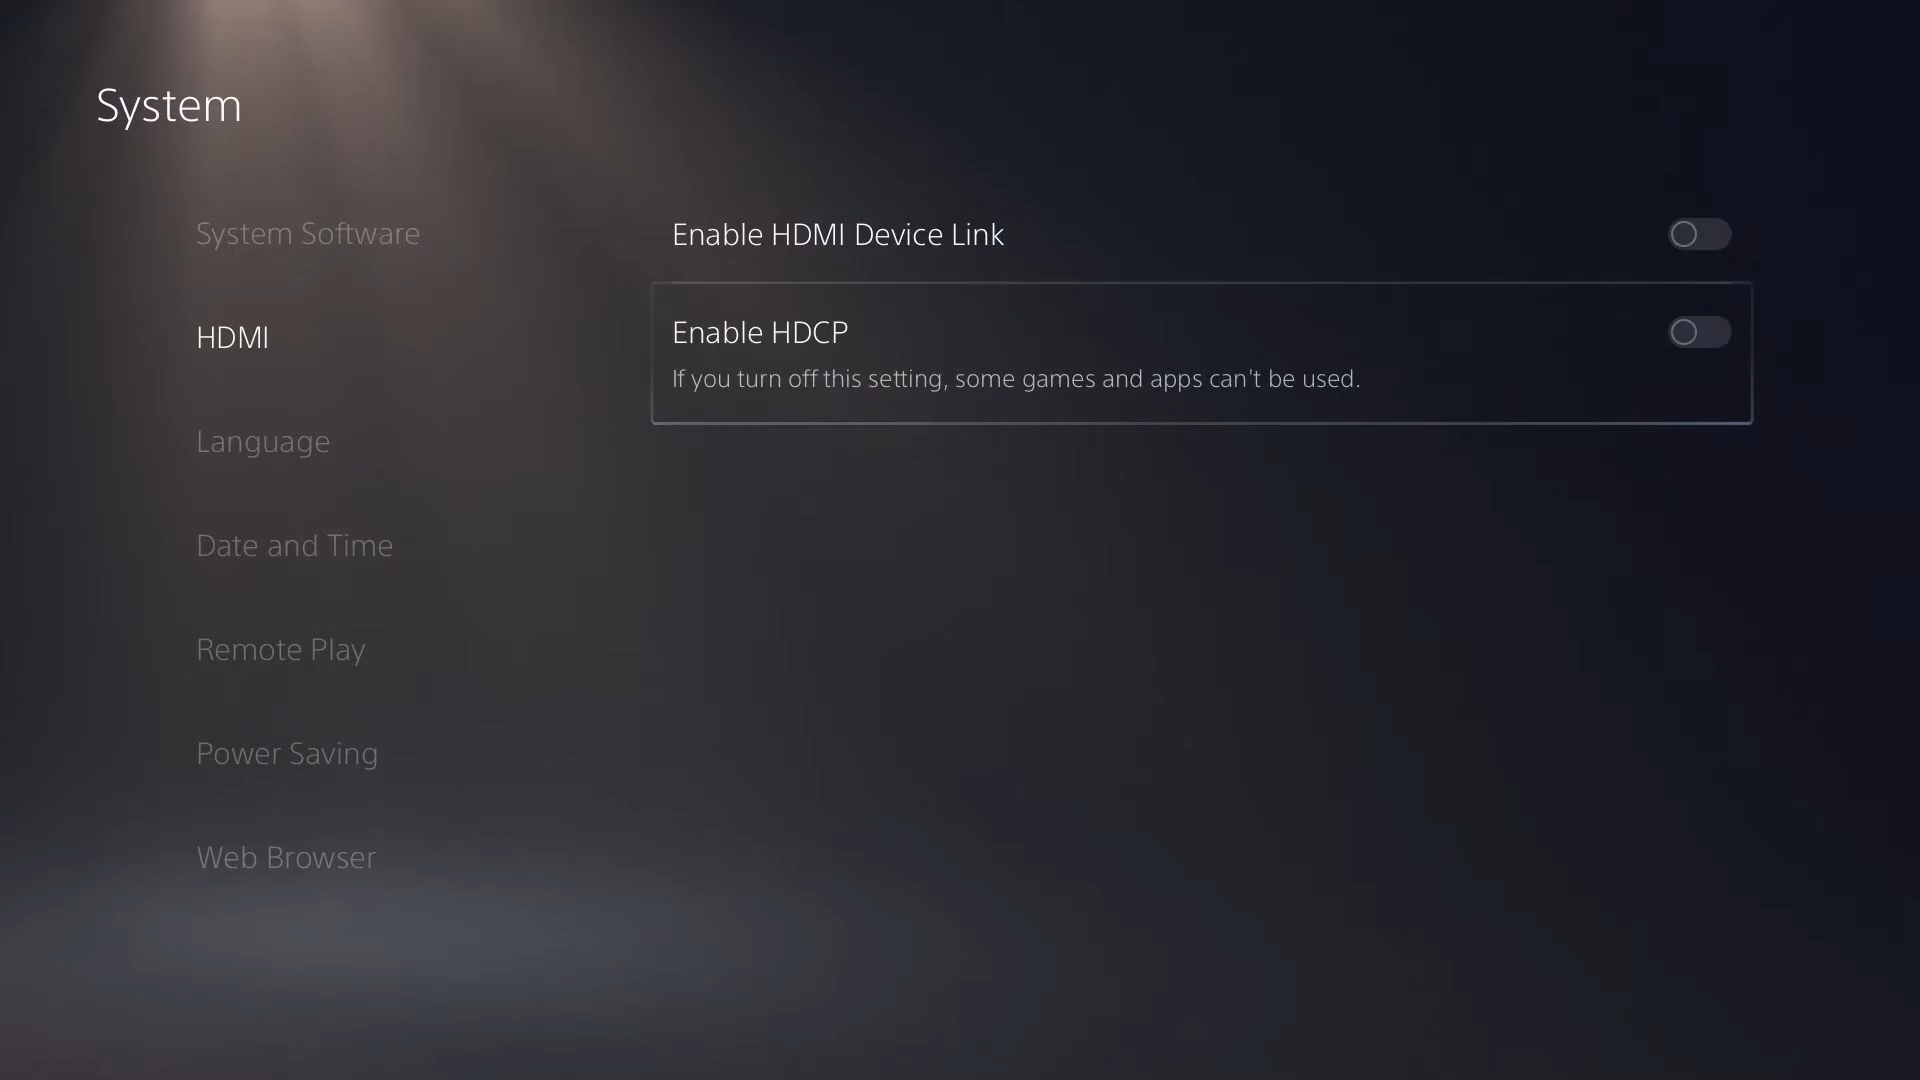 System
System Software
HDMI
Language
Date and Time
Remote Play
Power Saving
Web Browser
Enable HDMI Device Link
Enable HDCP
If you turn off this setting, some games and apps can't be used.